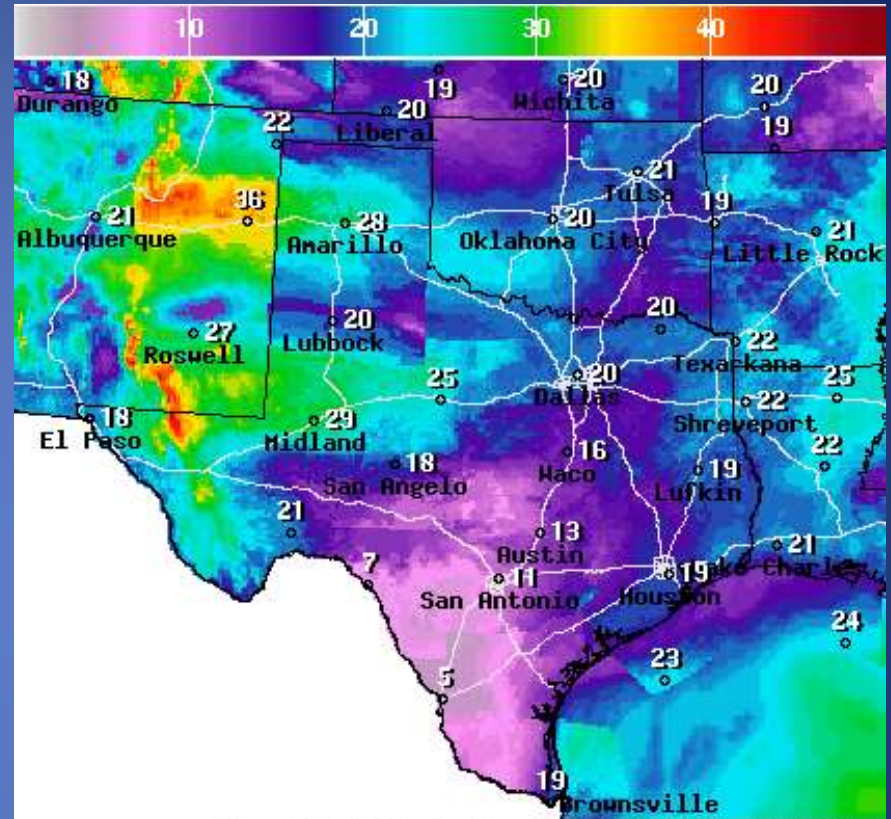 10 20 30 40
18 19 20 20
Durango Wichita
20
Liberal
22 19
21
Tulsa
36 28 20 19
21 21
Albuquerque Amarillo Oklahoma City Little Rock
27 20 20 22
Roswell Lubbock Texarkana
25 20 22 25
Dallas
18 29 Shreveport
El Paso Midland
18 16 19 22
San Angelo Waco Lufkin
21 13 21
Austin
7 11 19 Lake Charles
San Antonio Houston
24
5 23
19
Brownsville